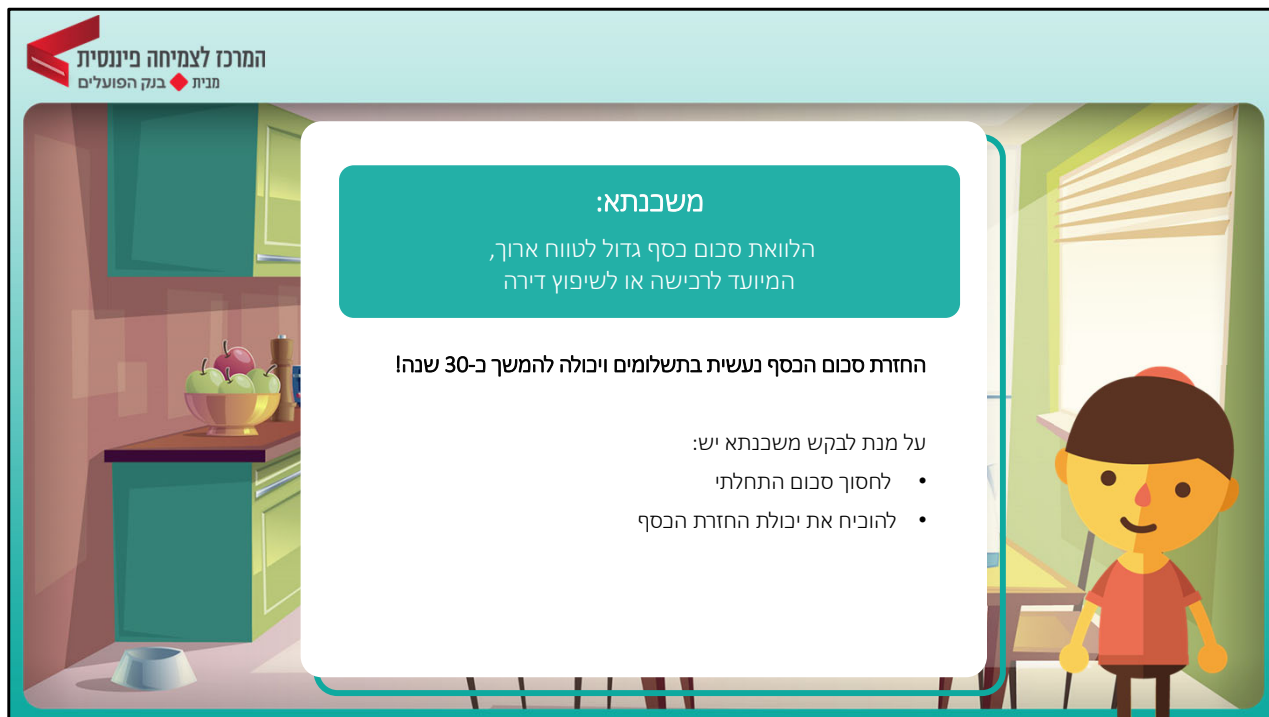 המרכז לצמיחה פיננסית
מבית בנק הפועלים
משכנתא:
הלוואת סכום כסף גדול לטווח ארוך,
המיועד לרכישה או לשיפוץ דירה
החזרת סכום הכסף נעשית בתשלומים ויכולה להמשך כ-30 שנה!
על מנת לבקש משכנתא יש:
• לחסוך סכום התחלתי
• להוכיח את יכולת החזרת הכסף